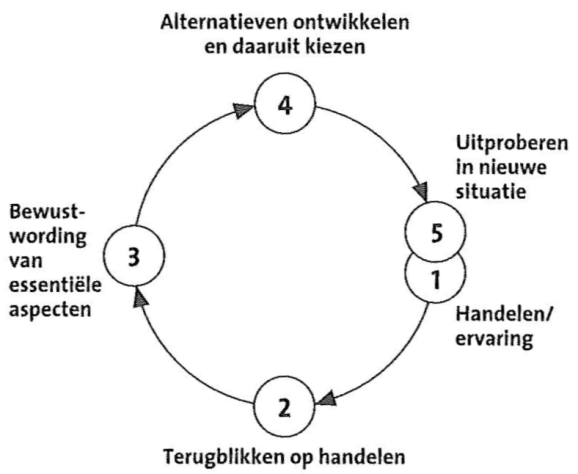 Alternatieven ontwikkelen
en daaruit kiezen
4
Uitproberen
in nieuwe
situatie
5
Bewust-
wording
van
essentiële
aspecten
3
1
Handelen/
ervaring
2
Terugblikken op handelen